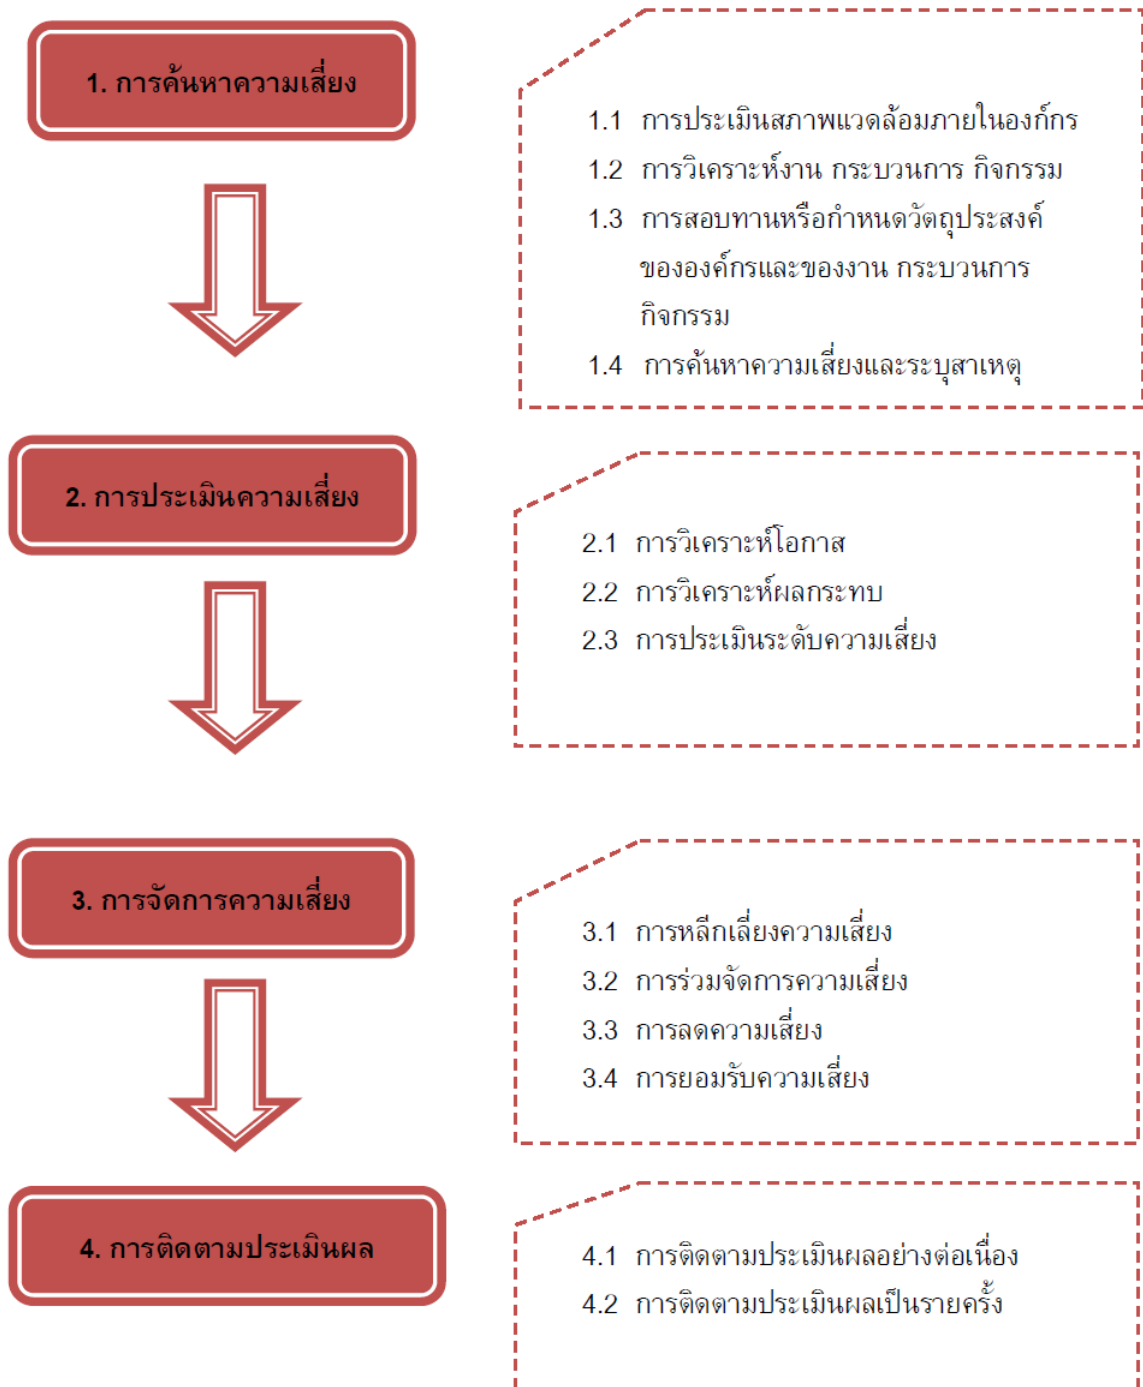 1. การค้นหาความเสี่ยง
1.1 การประเมินสภาพแวดล้อมภายในองก์กร
1.2 การวิเคราะห์งาน กระบวนการ กิจกรรม
1.3 การสอบทานหรือกำหนดวัตถุประสงค์
ขององค์กรและของงาน กระบวนการ
กิจกรรม
1.4 การค้นหาความเสี่ยงและระบุสาเหตุ
2. การประเมินความเสี่ยง
2.1 การวิเคราะห์โอกาส
2.2 การวิเคราะห์ผลกระทบ
2.3 การประเมินระดับความเสี่ยง
3. การจัดการความเสี่ยง
3.1 การหลีกเลี่ยงความเสี่ยง
3.2 การร่วมจัดการความเสี่ยง
3.3 การลดความเสี่ยง
3.4 การยอมรับความเสี่ยง
4. การติดตามประเมินผล
4.1 การติดตามประเมินผลอย่างต่อเนื่อง
4.2 การติดตามประเมินผลเป็นรายครั้ง